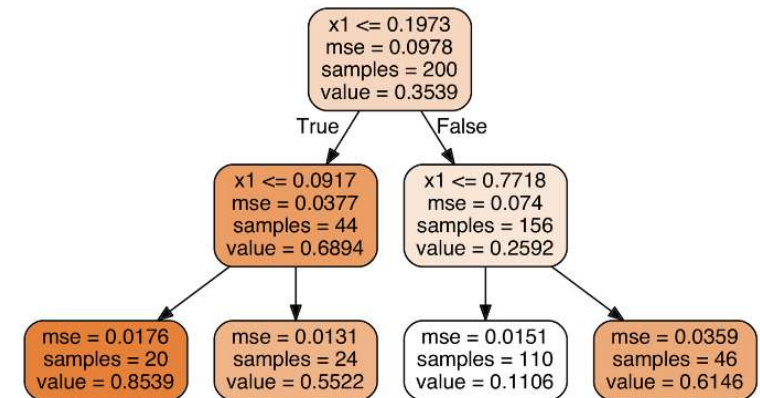 x1 <= 0.1973
mse = 0.0978
samples = 200
value = 0.3539
True
False
x1 <= 0.0917
mse = 0.0377
samples = 44
value = 0.6894
x1 <= 0.7718
mse = 0.074
samples = 156
value = 0.2592
mse = 0.0176
samples = 20
value = 0.8539
mse = 0.0131
samples = 24
value = 0.5522
mse = 0.0151
samples = 110
value = 0.1106
mse = 0.0359
samples = 46
value = 0.6146